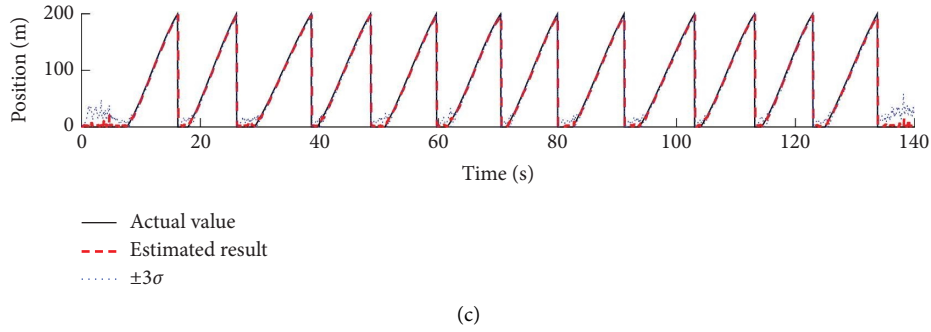 Position (m)
200
100
0
0 20 40 60 80 100 120 140
Time (s)
Actual value
Estimated result
±3σ
(c)